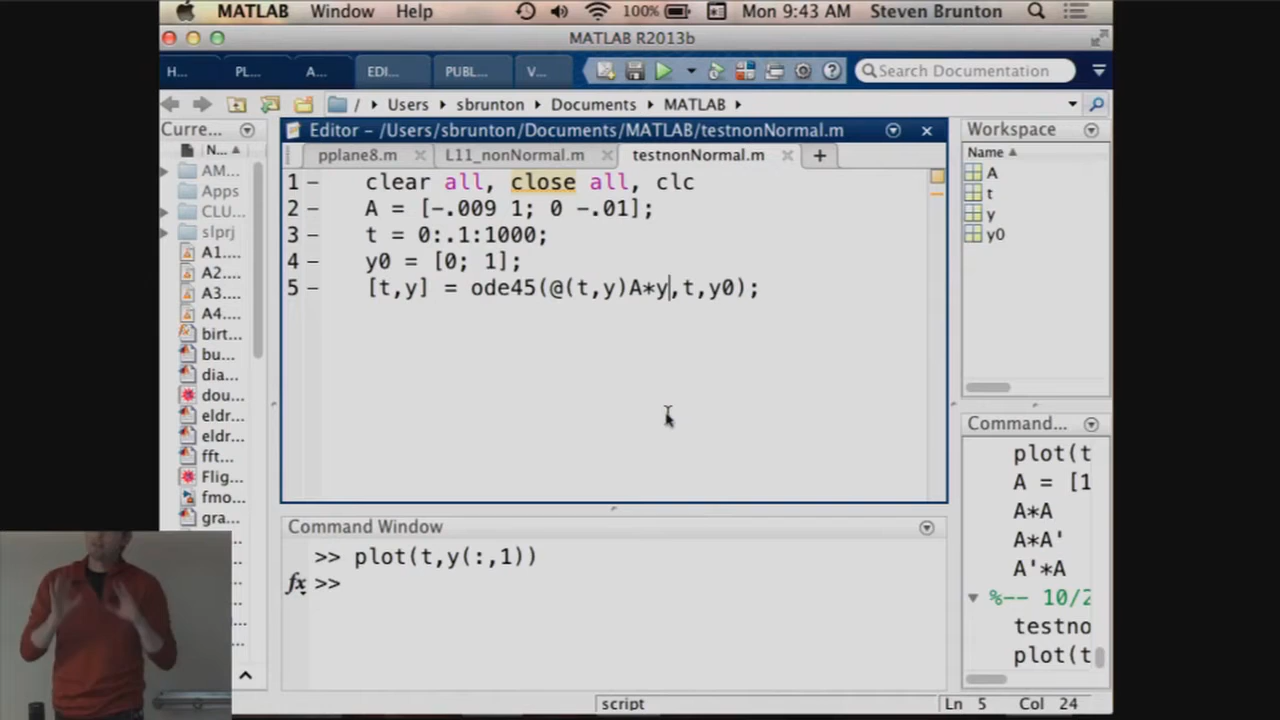 MATLAB Window Help 100% Mon 9:43 AM Steven Brunton
MATLAB R2013b
H... PL... A... EDI... PUBL... V... Search Documentation
/ Users sbrunton Documents MATLAB
Curre...
N...
AM...
Apps
CLU...
slprj
A1...
A2...
A3...
A4...
birt...
bu...
dia...
dou...
eldr...
eldr...
fft...
Flig...
fmo...
gra...
Editor - /Users/sbrunton/Documents/MATLAB/testnonNormal.m
pplane8.m L11_nonNormal.m testnonNormal.m
1 - clear all, close all, clc
2 - A = [-.009 1; 0 -.01];
3 - t = 0:.1:1000;
4 - y0 = [0; 1];
5 - [t,y] = ode45(@(t,y)A*y,t,y0);
Command Window
>> plot(t,y(:,1))
fx >>
Workspace
Name
A
t
y
y0
Command...
plot(t
A = [1
A*A
A*A'
A'*A
%-- 10/2
testno
plot(t
script Ln 5 Col 24